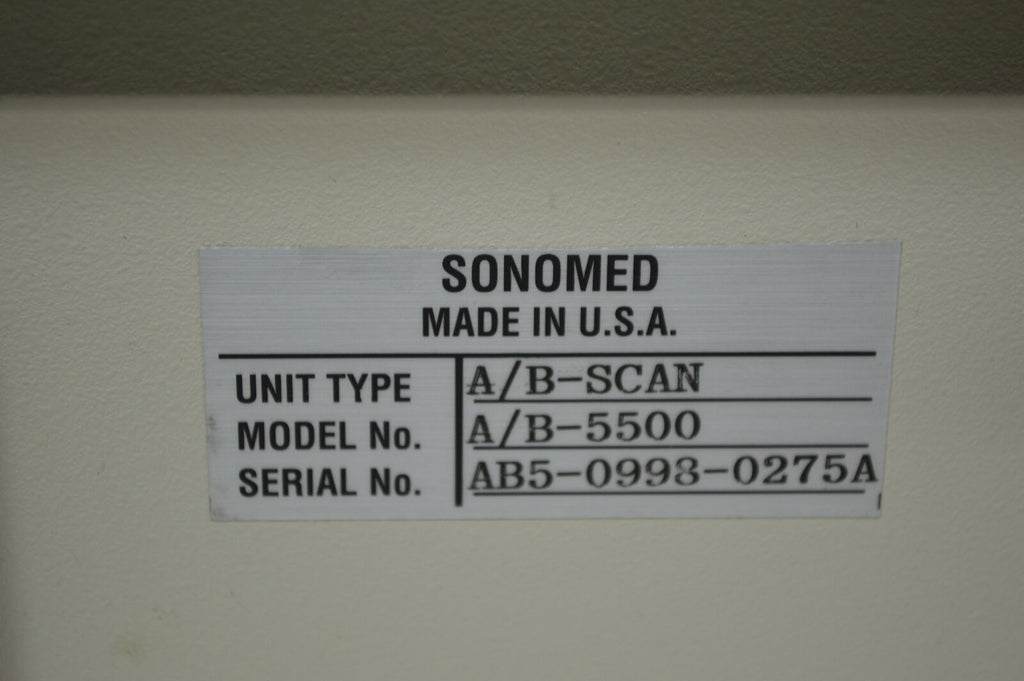 SONOMED
MADE IN U.S.A.
UNIT TYPE A/B-SCAN
MODEL No. A/B-5500
SERIAL No. AB5-0998-0275A